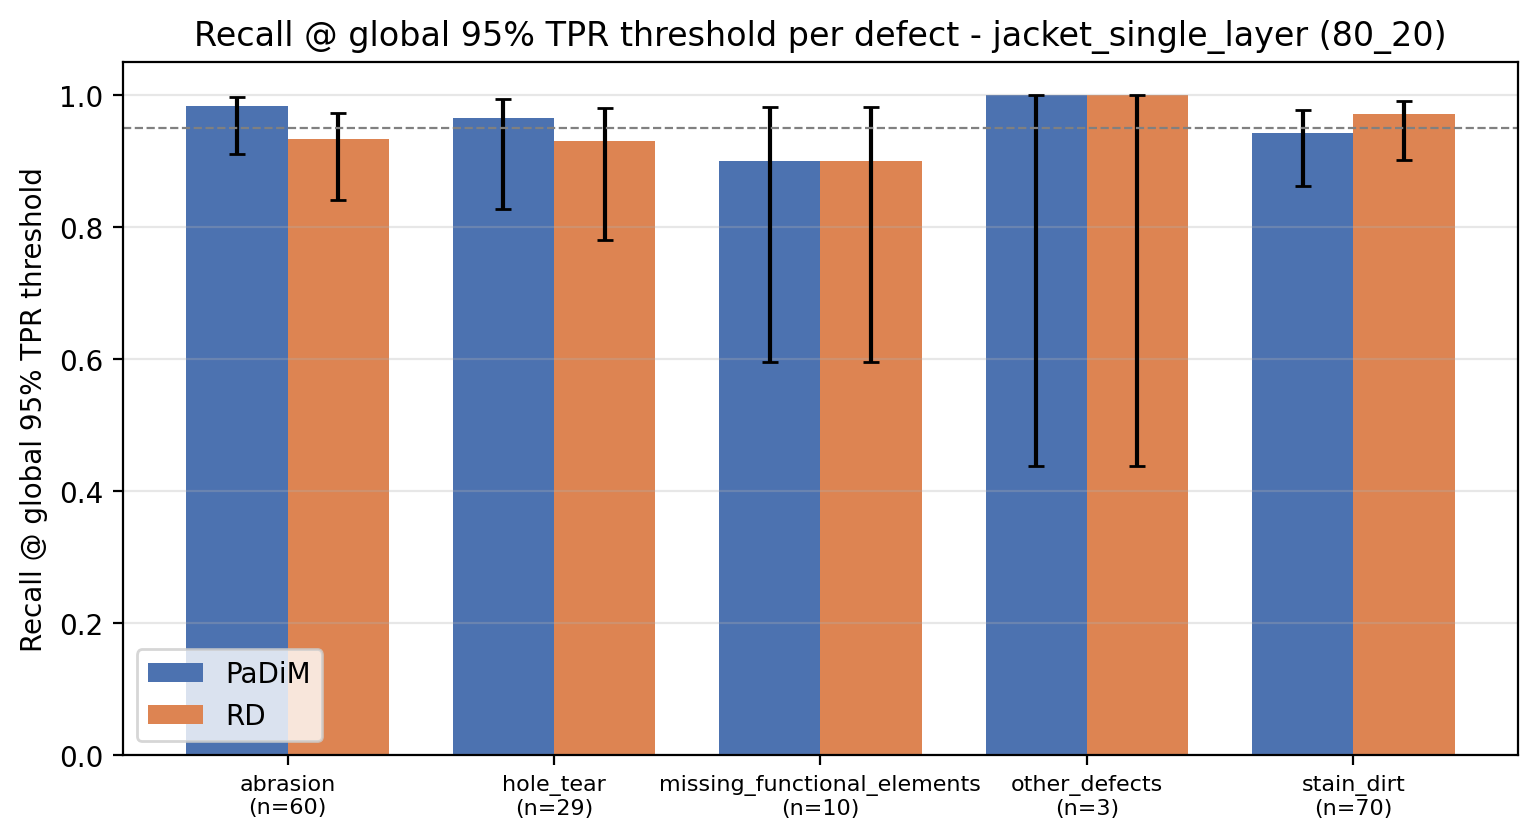 Recall @ global 95% TPR threshold per defect - jacket_single_layer (80_20)
Recall @ global 95% TPR threshold
1.0
0.8
0.6
0.4
0.2
0.0
PaDiM
RD
abrasion
(n=60)
hole_tear
(n=29)
missing_functional_elements
(n=10)
other_defects
(n=3)
stain_dirt
(n=70)